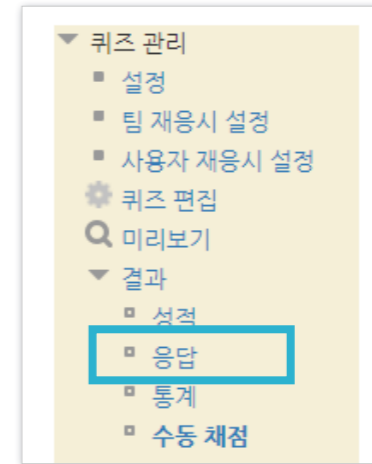 퀴즈 관리
설정
팀 재응시 설정
사용자 재응시 설정
퀴즈 편집
미리보기
결과
성적
응답
통계
수동 채점